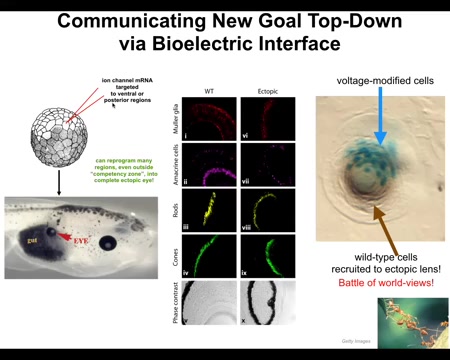 Communicating New Goal Top-Down
via Bioelectric Interface
ion channel mRNA
targeted
to ventral or
posterior regions
can reprogram many
regions, even outside
"competency zone", into
complete ectopic eye!
gut
EYE
WT
Ectopic
Muller glia
i
vi
Amacrine cells
ii
vii
Rods
iii
viii
Cones
iv
ix
Phase contrast
v
x
voltage-modified cells
wild-type cells
recruited to ectopic lens!
Battle of world-views!
Getty Images